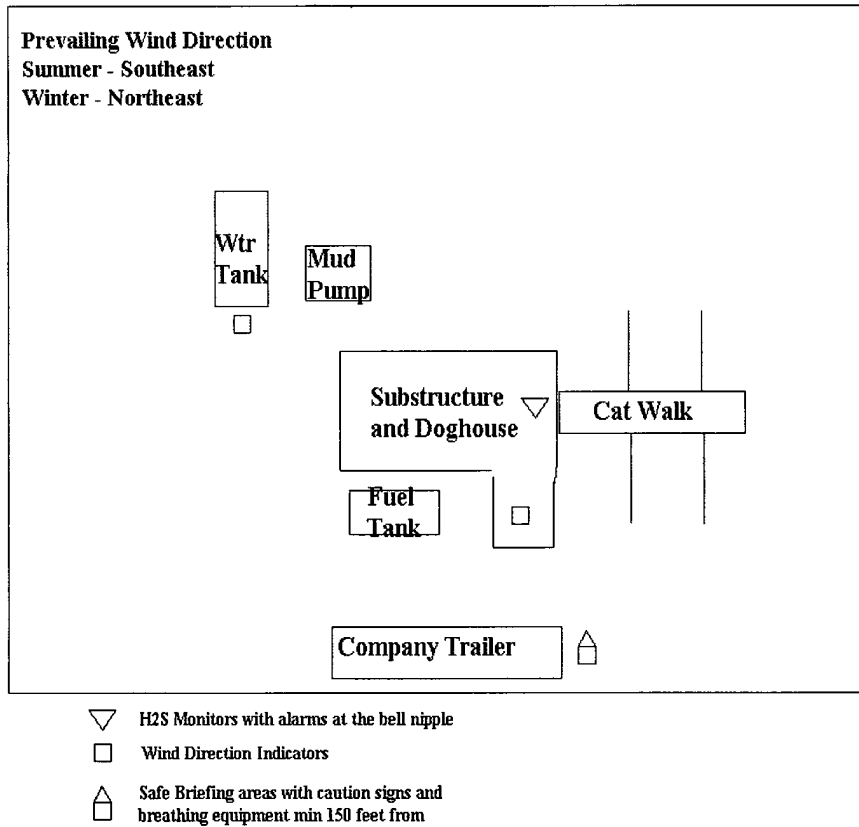 Prevailing Wind Direction
Summer - Southeast
Winter - Northeast
Wtr
Tank
Mud
Pump
Substructure
and Doghouse
Cat Walk
Fuel
Tank
Company Trailer
H2S Monitors with alarms at the bell nipple
Wind Direction Indicators
Safe Briefing areas with caution signs and
breathing equipment min 150 feet from